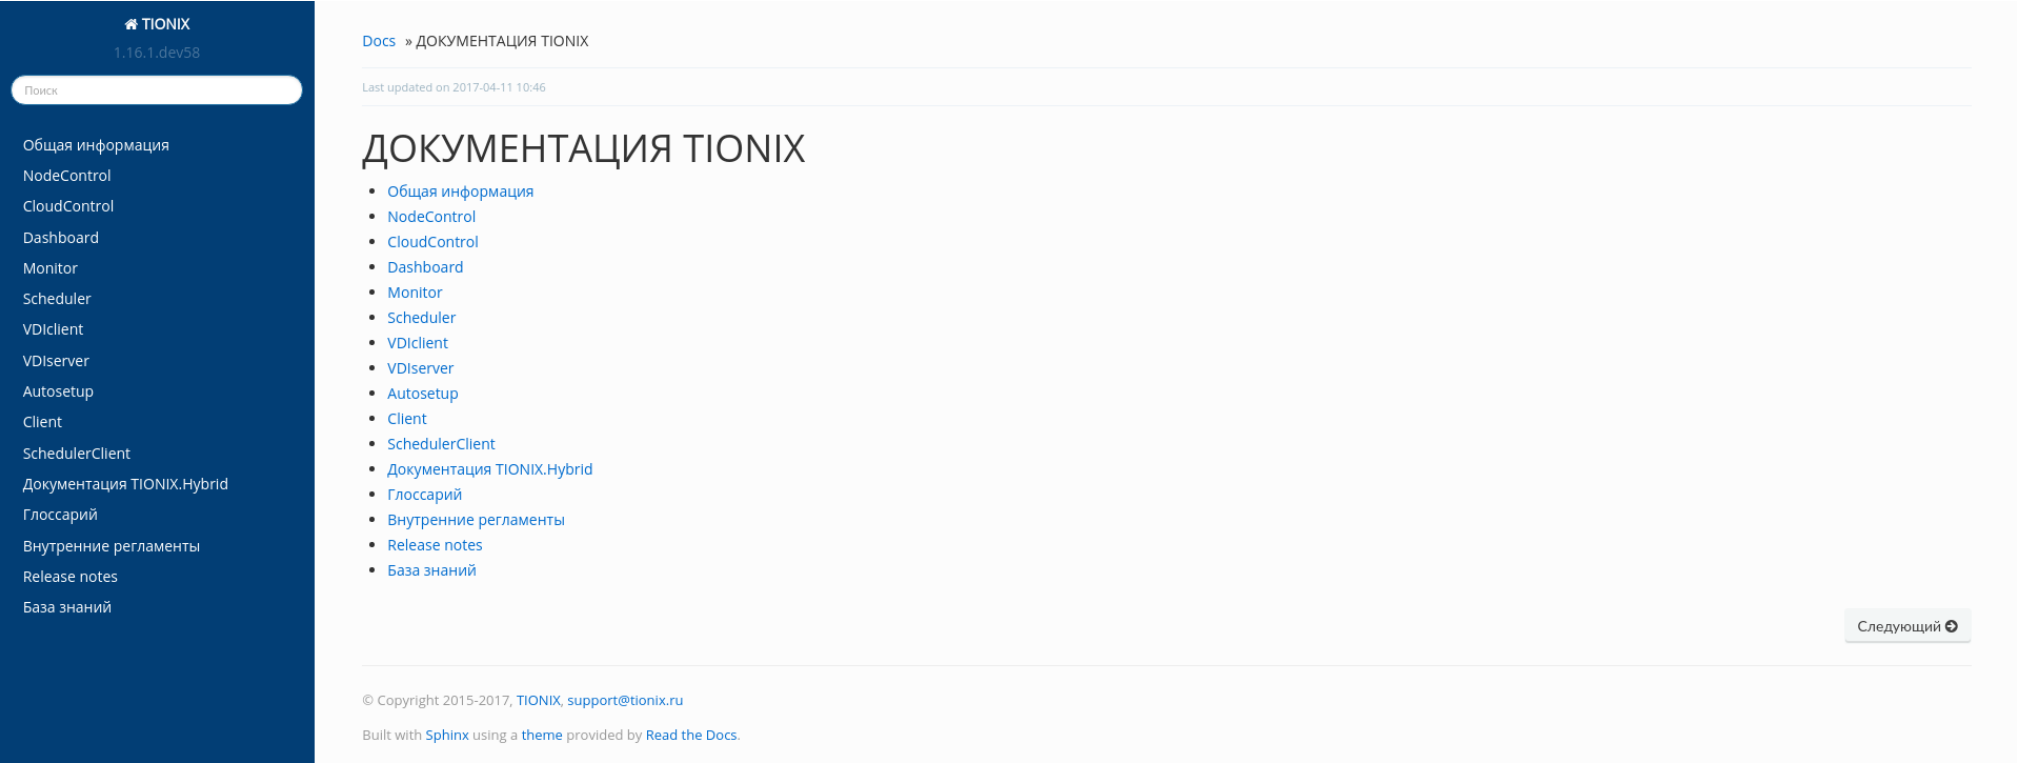 TIONIX
1.16.1.dev58
Поиск
Общая информация
NodeControl
CloudControl
Dashboard
Monitor
Scheduler
VDIclient
VDIserver
Autosetup
Client
SchedulerClient
Документация TIONIX.Hybrid
Глоссарий
Внутренние регламенты
Release notes
База знаний
Docs » ДОКУМЕНТАЦИЯ TIONIX
Last updated on 2017-04-11 10:46
ДОКУМЕНТАЦИЯ TIONIX
Общая информация
NodeControl
CloudControl
Dashboard
Monitor
Scheduler
VDIclient
VDIserver
Autosetup
Client
SchedulerClient
Документация TIONIX.Hybrid
Глоссарий
Внутренние регламенты
Release notes
База знаний
Следующий
© Copyright 2015-2017, TIONIX, support@tionix.ru
Built with Sphinx using a theme provided by Read the Docs.